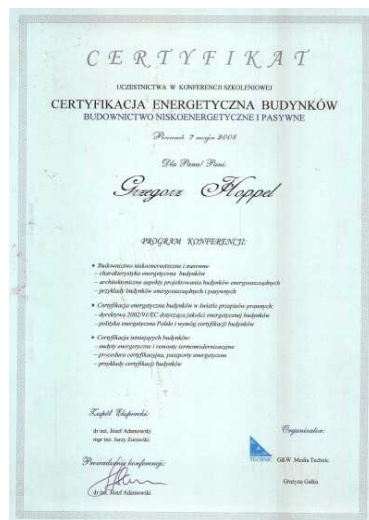 CERTYFIKAT
UCZESTNICTWA W KONFERENCJI SZKOLENIOWEJ
CERTYFIKACJA ENERGETYCZNA BUDYNKÓW
BUDOWNICTWO NISKOENERGETYCZNE I PASYWNE
Poznań 7 maja 2008
Dla Pana/ Pani:
Grzegorz Hoppel
PROGRAM KONFERENCJI:
• Budownictwo niskoenergetyczne i pasywne
– charakterystyka energetyczna budynków
– architektoniczne aspekty projektowania budynków energooszczędnych
– przykłady budynków energooszczędnych i pasywnych
• Certyfikacja energetyczna budynków w świetle przepisów prawnych:
– dyrektywa 2002/91/EC dotycząca jakości energetycznej budynków
– polityka energetyczna Polski i wymóg certyfikacji budynków
• Certyfikacja istniejących budynków:
– audyty energetyczne i remonty termomodernizacyjne
– procedura certyfikacyjna, paszporty energetyczne
– przykłady certyfikacji budynków
Zespół Ekspercki:
dr inż. Józef Adamowski
mgr inż. Jerzy Żurawski
Prowadzący konferencję:
dr inż. Józef Adamowski
Organizator:
TECHNIC
G&W Media Technic.
Grażyna Gałka